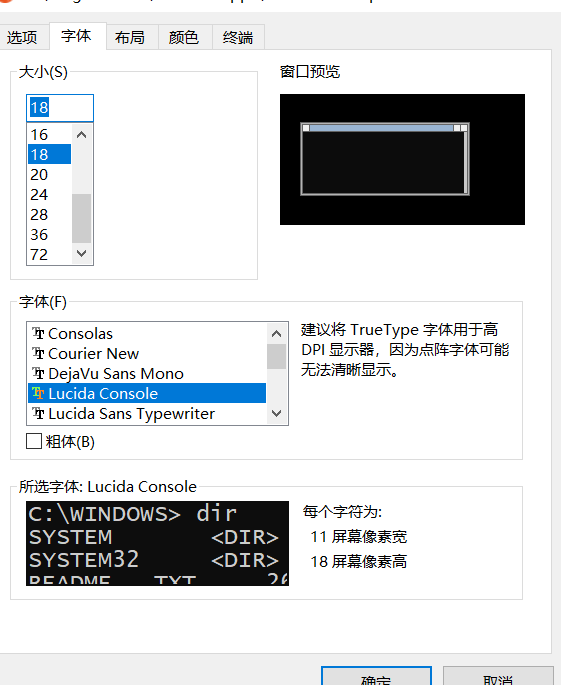 选项 字体 布局 颜色 终端
大小(S)
18
16
18
20
24
28
36
72
窗口预览
字体(F)
Consolas
Courier New
DejaVu Sans Mono
Lucida Console
Lucida Sans Typewriter
粗体(B)
建议将 TrueType 字体用于高
DPI 显示器，因为点阵字体可能
无法清晰显示。
所选字体: Lucida Console
C:\WINDOWS> dir
SYSTEM <DIR>
SYSTEM32 <DIR>
README TXT 26
每个字符为:
11 屏幕像素宽
18 屏幕像素高
确定 取消